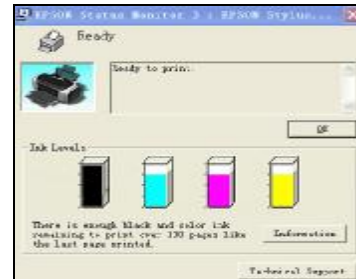 EPSON Status Monitor 3 : EPSON Stylus...
Ready
Ready to print.
OK
Ink Levels
There is enough black and color ink
remaining to print over 100 pages like
the last page printed.
Information
Technical Support